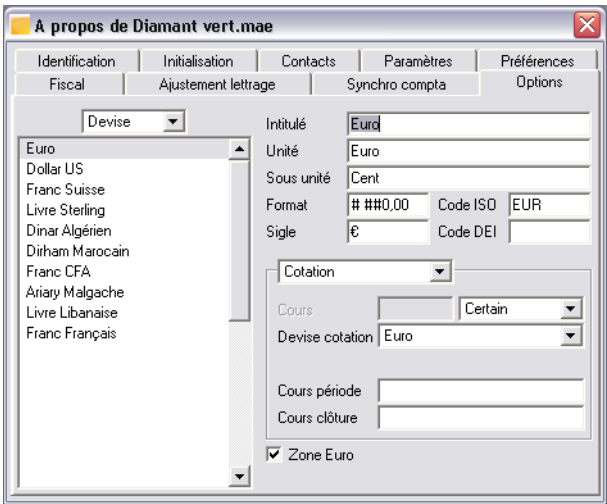 A propos de Diamant vert.mae
Identification Initialisation Contacts Paramètres Préférences
Fiscal Ajustement lettrage Synchro compta Options
Devise
Euro
Dollar US
Franc Suisse
Livre Sterling
Dinar Algérien
Dirham Marocain
Franc CFA
Ariary Malgache
Livre Libanaise
Franc Français
Intitulé Euro
Unité Euro
Sous unité Cent
Format # ##0,00 Code ISO EUR
Sigle € Code DEI
Cotation
Cours Certain
Devise cotation Euro
Cours période
Cours clôture
Zone Euro